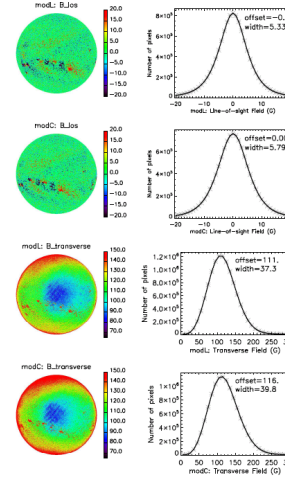 modL: B_los
20.0
15.0
10.0
5.0
0.0
−5.0
−10.0
−15.0
−20.0
Number of pixels
8×10⁵
6×10⁵
4×10⁵
2×10⁵
0
offset=−0.
width=5.33
−20 −10 0 10
modL: Line−of−sight Field (G)
modC: B_los
20.0
15.0
10.0
5.0
0.0
−5.0
−10.0
−15.0
−20.0
Number of pixels
6×10⁵
4×10⁵
2×10⁵
0
offset=0.00
width=5.79
−20 −10 0 10
modC: Line−of−sight Field (G)
modL: B_transverse
150.0
140.0
130.0
120.0
110.0
100.0
90.0
80.0
70.0
Number of pixels
1.2×10⁶
1.0×10⁶
8.0×10⁵
6.0×10⁵
4.0×10⁵
2.0×10⁵
0
offset=111.
width=37.3
0 50 100 150 200 250
modL: Transverse Field (G)
modC: B_transverse
150.0
140.0
130.0
120.0
110.0
100.0
90.0
80.0
70.0
60.0
Number of pixels
1×10⁶
8×10⁵
6×10⁵
4×10⁵
2×10⁵
0
offset=116.
width=39.8
0 50 100 150 200 250
modC: Transverse Field (G)